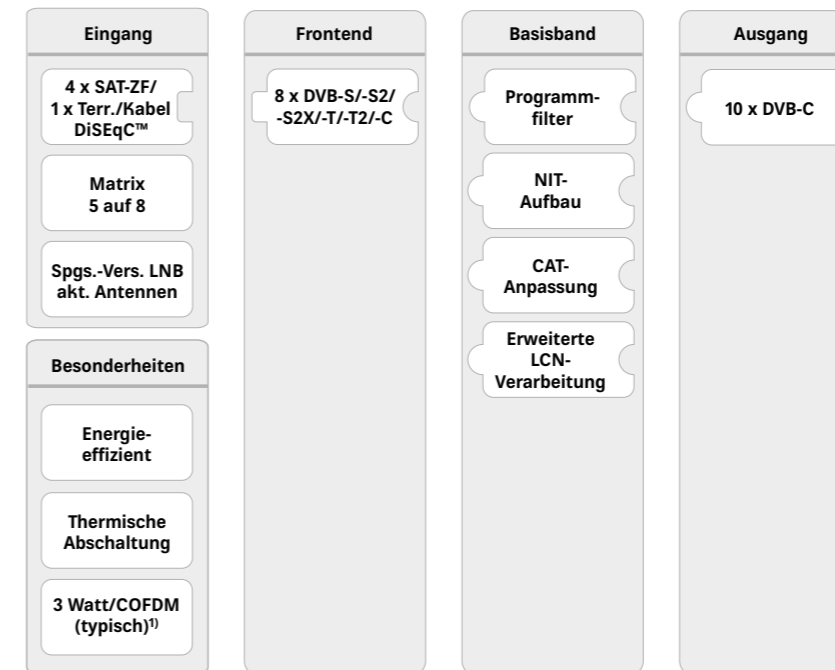 Eingang
4 x SAT-ZF/
1 x Terr./Kabel
DiSEqC™
Matrix
5 auf 8
Spgs.-Vers. LNB
akt. Antennen
Besonderheiten
Energie-
effizient
Thermische
Abschaltung
3 Watt/COFDM
(typisch)¹⁾
Frontend
8 x DVB-S/-S2/
-S2X/-T/-T2/-C
Basisband
Programm-
filter
NIT-
Aufbau
CAT-
Anpassung
Erweiterte
LCN-
Verarbeitung
Ausgang
10 x DVB-C